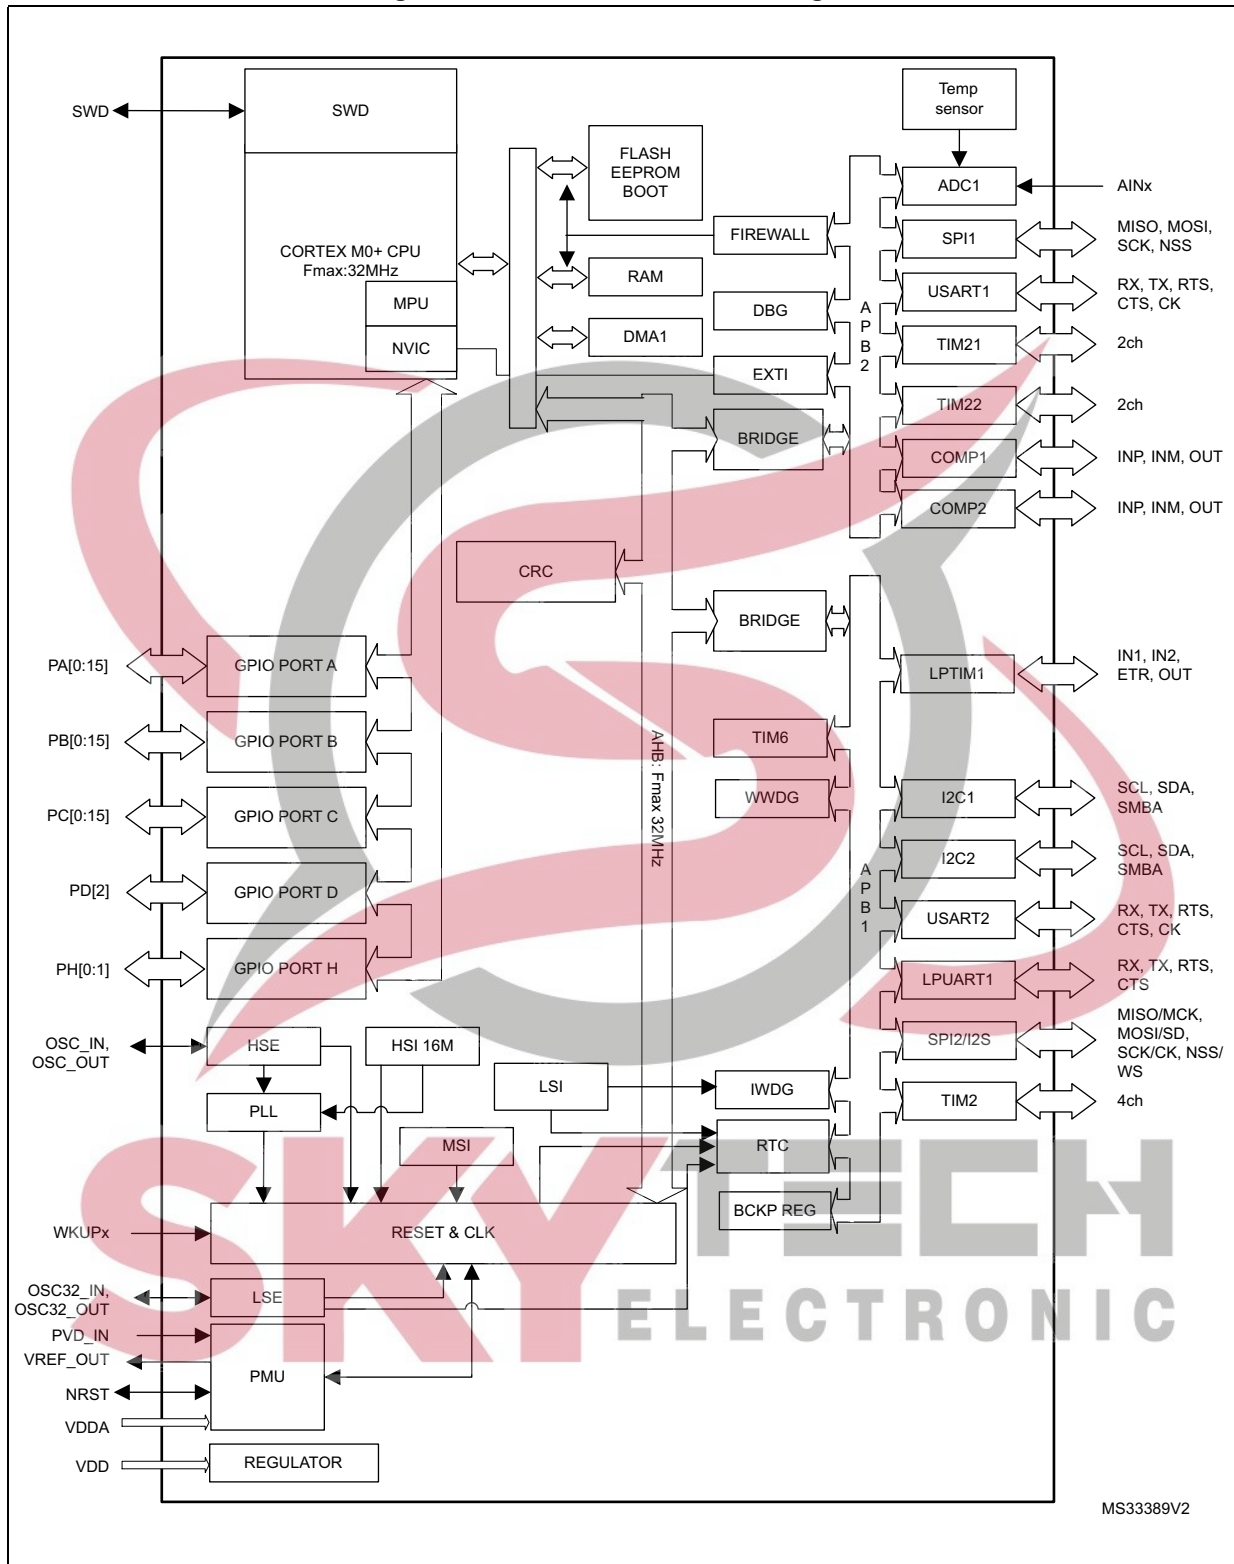 SWD
SWD
Temp
sensor
FLASH
EEPROM
BOOT
ADC1
AINx
CORTEX M0+ CPU
Fmax:32MHz
FIREWALL
SPI1
MISO, MOSI,
SCK, NSS
RAM
USART1
RX, TX, RTS,
CTS, CK
MPU
DBG
APB2
NVIC
DMA1
TIM21
2ch
EXTI
TIM22
2ch
BRIDGE
COMP1
INP, INM, OUT
COMP2
INP, INM, OUT
CRC
BRIDGE
PA[0:15]
GPIO PORT A
LPTIM1
IN1, IN2,
ETR, OUT
PB[0:15]
GPIO PORT B
AHB: Fmax 32MHz
TIM6
PC[0:15]
GPIO PORT C
WWDG
I2C1
SCL, SDA,
SMBA
I2C2
SCL, SDA,
SMBA
PD[2]
GPIO PORT D
APB1
USART2
RX, TX, RTS,
CTS, CK
PH[0:1]
GPIO PORT H
LPUART1
RX, TX, RTS,
CTS
OSC_IN,
OSC_OUT
HSE
HSI 16M
SPI2/I2S
MISO/MCK,
MOSI/SD,
SCK/CK, NSS/
WS
LSI
IWDG
PLL
TIM2
4ch
MSI
RTC
BCKP REG
WKUPx
RESET & CLK
OSC32_IN,
OSC32_OUT
LSE
PVD_IN
VREF_OUT
PMU
NRST
VDDA
VDD
REGULATOR
SKYTECH
ELECTRONIC
MS33389V2